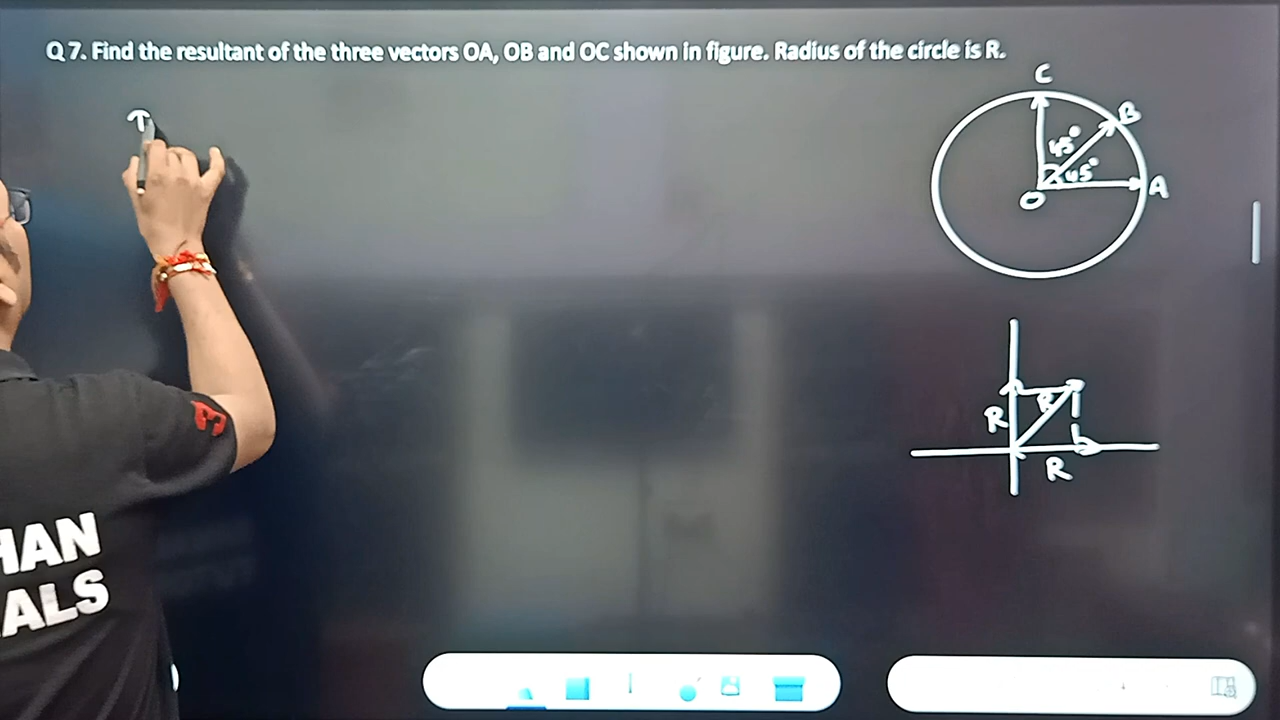 Q 7. Find the resultant of the three vectors OA, OB and OC shown in figure. Radius of the circle is R.
C
B
45°
45°
A
O
R
R
R
3
HAN
ALS